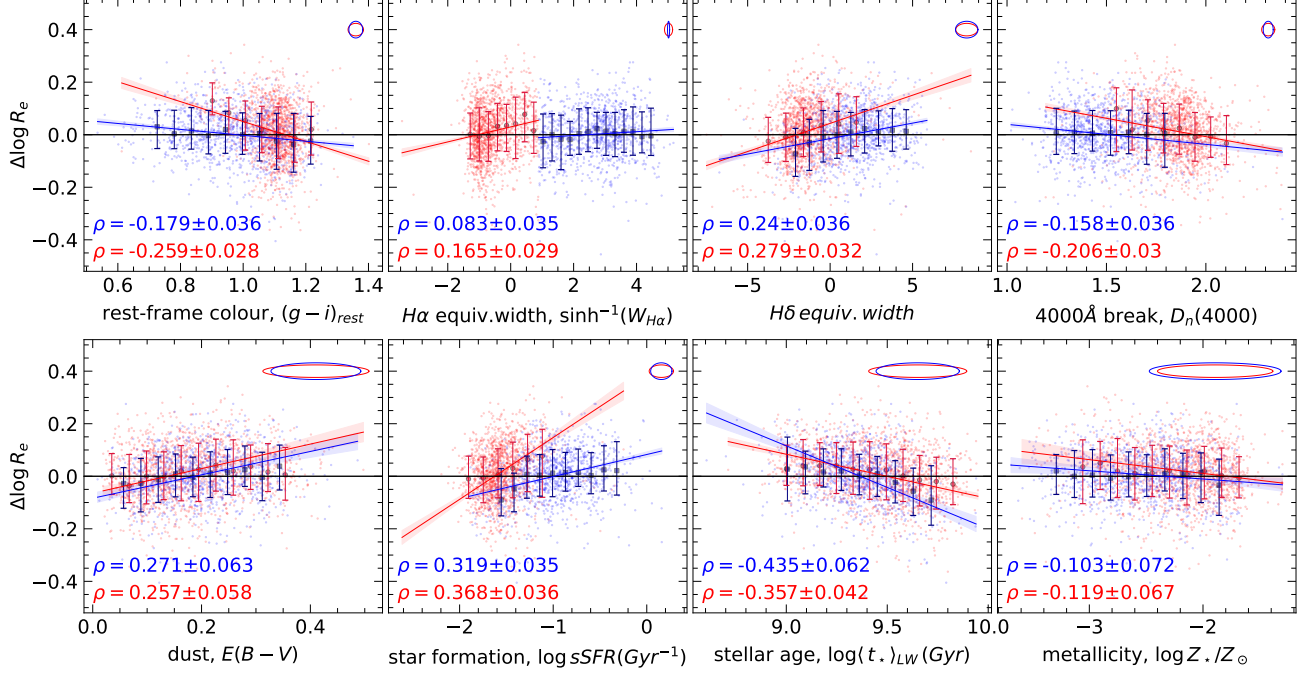 0.4
0.2
0.0
−0.2
−0.4
Δlog R_e
ρ = -0.179±0.036
ρ = -0.259±0.028
ρ = 0.083±0.035
ρ = 0.165±0.029
ρ = 0.24±0.036
ρ = 0.279±0.032
ρ = -0.158±0.036
ρ = -0.206±0.03
0.6 0.8 1.0 1.2 1.4
−2 0 2 4
−5 0 5
1.0 1.5 2.0
rest-frame colour, (g − i)_rest
Hα equiv.width, sinh⁻¹(W_Hα)
Hδ equiv. width
4000Å break, D_n(4000)
0.4
0.2
0.0
−0.2
−0.4
Δlog R_e
ρ = 0.271±0.063
ρ = 0.257±0.058
ρ = 0.319±0.035
ρ = 0.368±0.036
ρ = -0.435±0.062
ρ = -0.357±0.042
ρ = -0.103±0.072
ρ = -0.119±0.067
0.0 0.2 0.4
−2 −1 0
9.0 9.5 10.0
−3 −2
dust, E(B − V)
star formation, log sSFR(Gyr⁻¹)
stellar age, log⟨t⋆⟩_LW(Gyr)
metallicity, log Z⋆/Z⊙